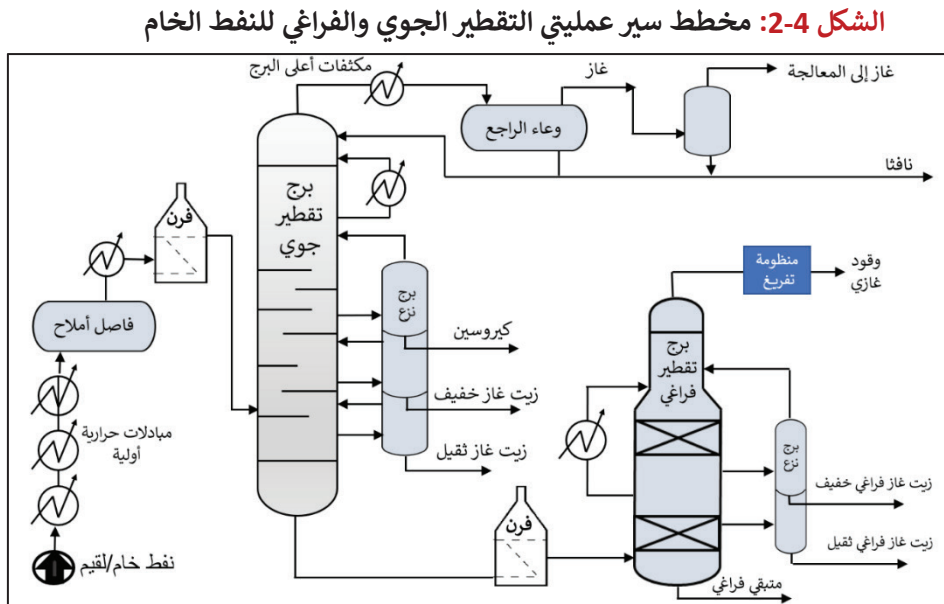 الشكل 4-2: مخطط سير عمليتي التقطير الجوي والفراغي للنفط الخام
مكثفات أعلى البرج
غاز
غاز إلى المعالجة
وعاء الراجع
نافثا
برج
تقطير
جوي
فرن
فاصل أملاح
مبادلات حرارية
أولية
نفط خام/لقيم
برج
نزع
كيروسين
زيت غاز خفيف
زيت غاز ثقيل
فرن
منظومة
تفريغ
وقود
غازي
برج
تقطير
فراغي
برج
نزع
زيت غاز فراغي خفيف
زيت غاز فراغي ثقيل
متبقي فراغي